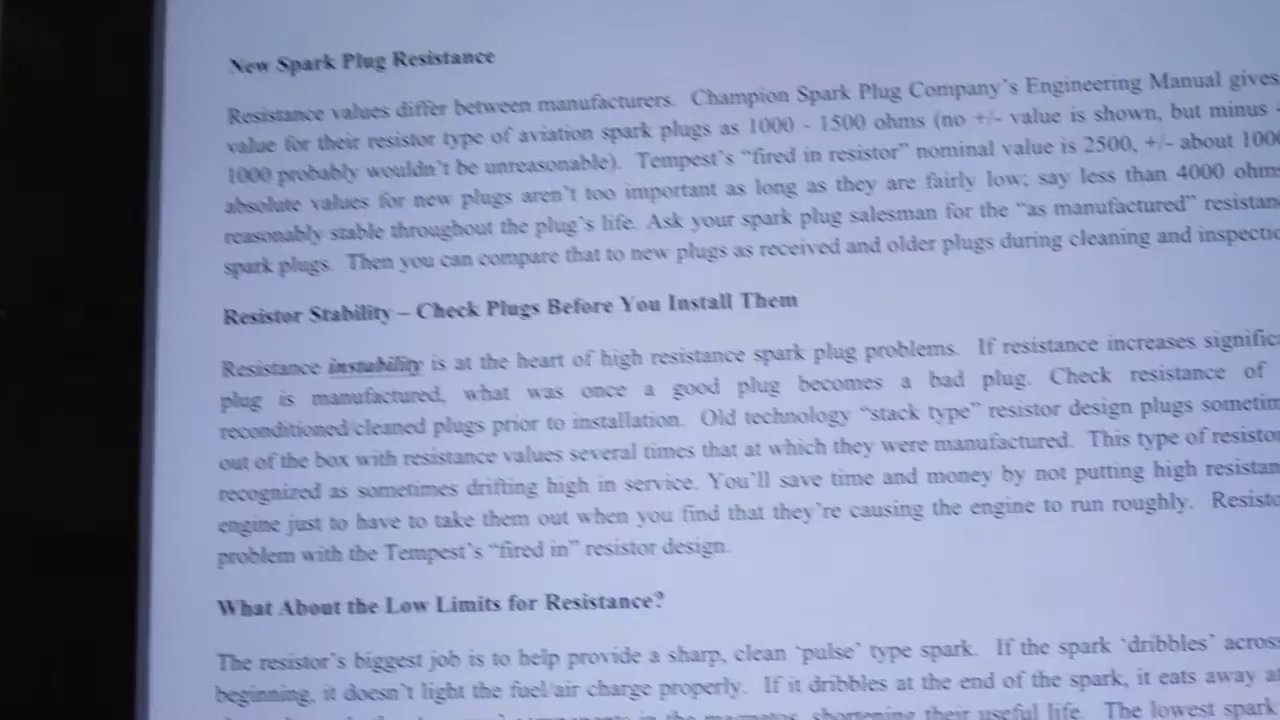 New Spark Plug Resistance
Resistance values differ between manufacturers. Champion Spark Plug Company's Engineering Manual gives
value for their resistor type of aviation spark plugs as 1000 - 1500 ohms (no +/- value is shown, but minus
1000 probably wouldn't be unreasonable). Tempest's "fired in resistor" nominal value is 2500, +/- about
absolute values for new plugs aren't too important as long as they are fairly low; say less than 4000
reasonably stable throughout the plug's life. Ask your spark plug salesman for the "as manufactured"
spark plugs. Then you can compare that to new plugs as received and older plugs during cleaning and
Resistor Stability – Check Plugs Before You Install Them
Resistance instability is at the heart of high resistance spark plug problems. If resistance increases
plug is manufactured, what was once a good plug becomes a bad plug. Check resistance of
reconditioned/cleaned plugs prior to installation. Old technology "stack type" resistor design plugs
out of the box with resistance values several times that at which they were manufactured. This type of
recognized as sometimes drifting high in service. You'll save time and money by not putting high
engine just to have to take them out when you find that they're causing the engine to run roughly.
problem with the Tempest's "fired in" resistor design.
What About the Low Limits for Resistance?
The resistor's biggest job is to help provide a sharp, clean 'pulse' type spark. If the spark 'dribbles'
beginning, it doesn't light the fuel/air charge properly. If it dribbles at the end of the spark, it eats away
in the magneto, shortening their useful life. The lowest spark